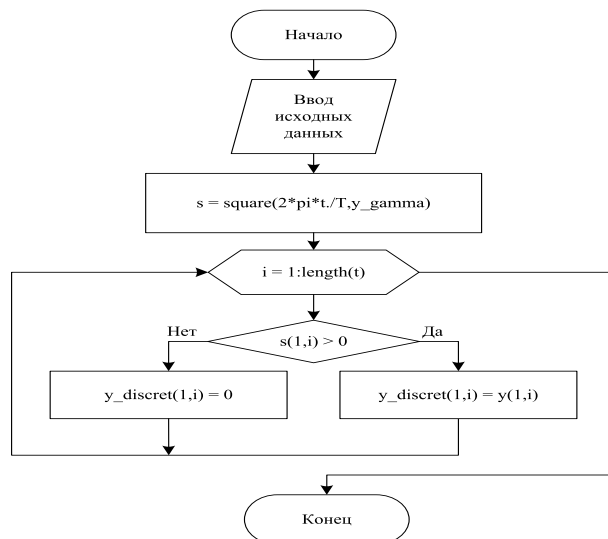 Начало
Ввод
исходных
данных
s = square(2*pi*t./T,y_gamma)
i = 1:length(t)
Нет
s(1,i) > 0
Да
y_discret(1,i) = 0
y_discret(1,i) = y(1,i)
Конец